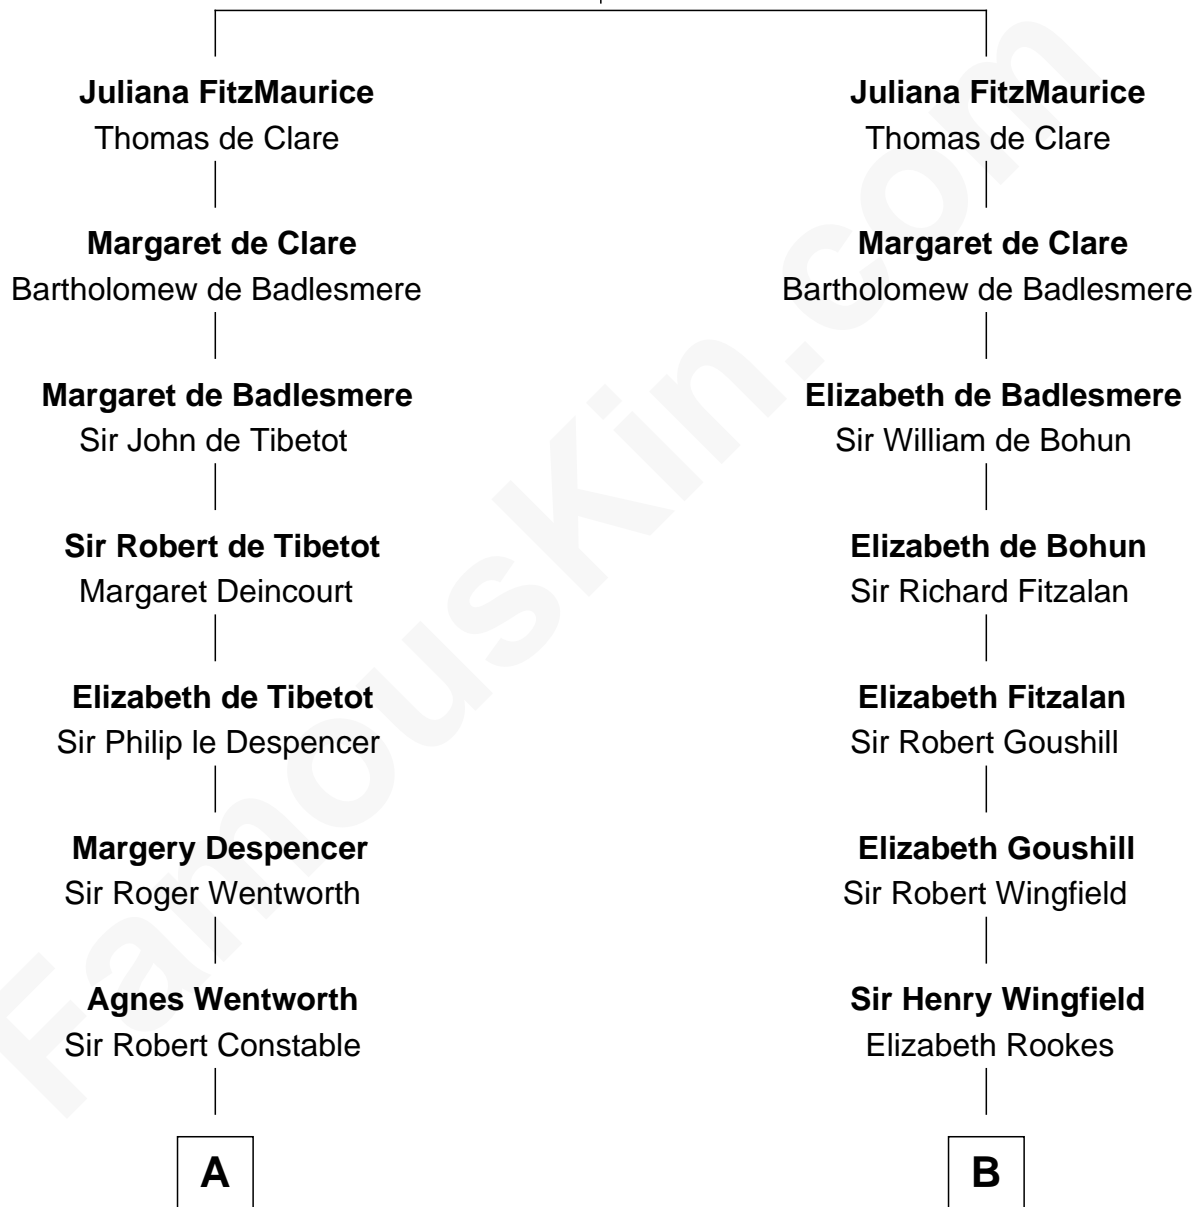 Juliana FitzMaurice
Thomas de Clare
Margaret de Clare
Bartholomew de Badlesmere
Margaret de Badlesmere
Sir John de Tibetot
Sir Robert de Tibetot
Margaret Deincourt
Elizabeth de Tibetot
Sir Philip le Despencer
Margery Despencer
Sir Roger Wentworth
Agnes Wentworth
Sir Robert Constable
A
Juliana FitzMaurice
Thomas de Clare
Margaret de Clare
Bartholomew de Badlesmere
Elizabeth de Badlesmere
Sir William de Bohun
Elizabeth de Bohun
Sir Richard Fitzalan
Elizabeth Fitzalan
Sir Robert Goushill
Elizabeth Goushill
Sir Robert Wingfield
Sir Henry Wingfield
Elizabeth Rookes
B
FamousKin.com